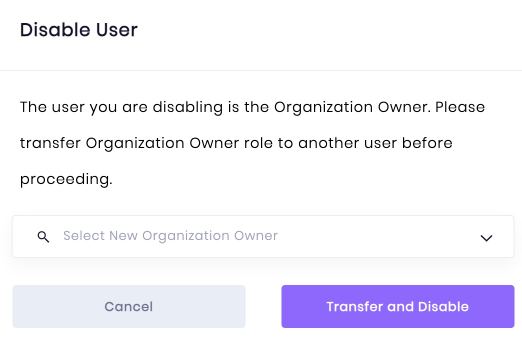 Disable User
The user you are disabling is the Organization Owner. Please
transfer Organization Owner role to another user before
proceeding.
Select New Organization Owner
Cancel
Transfer and Disable